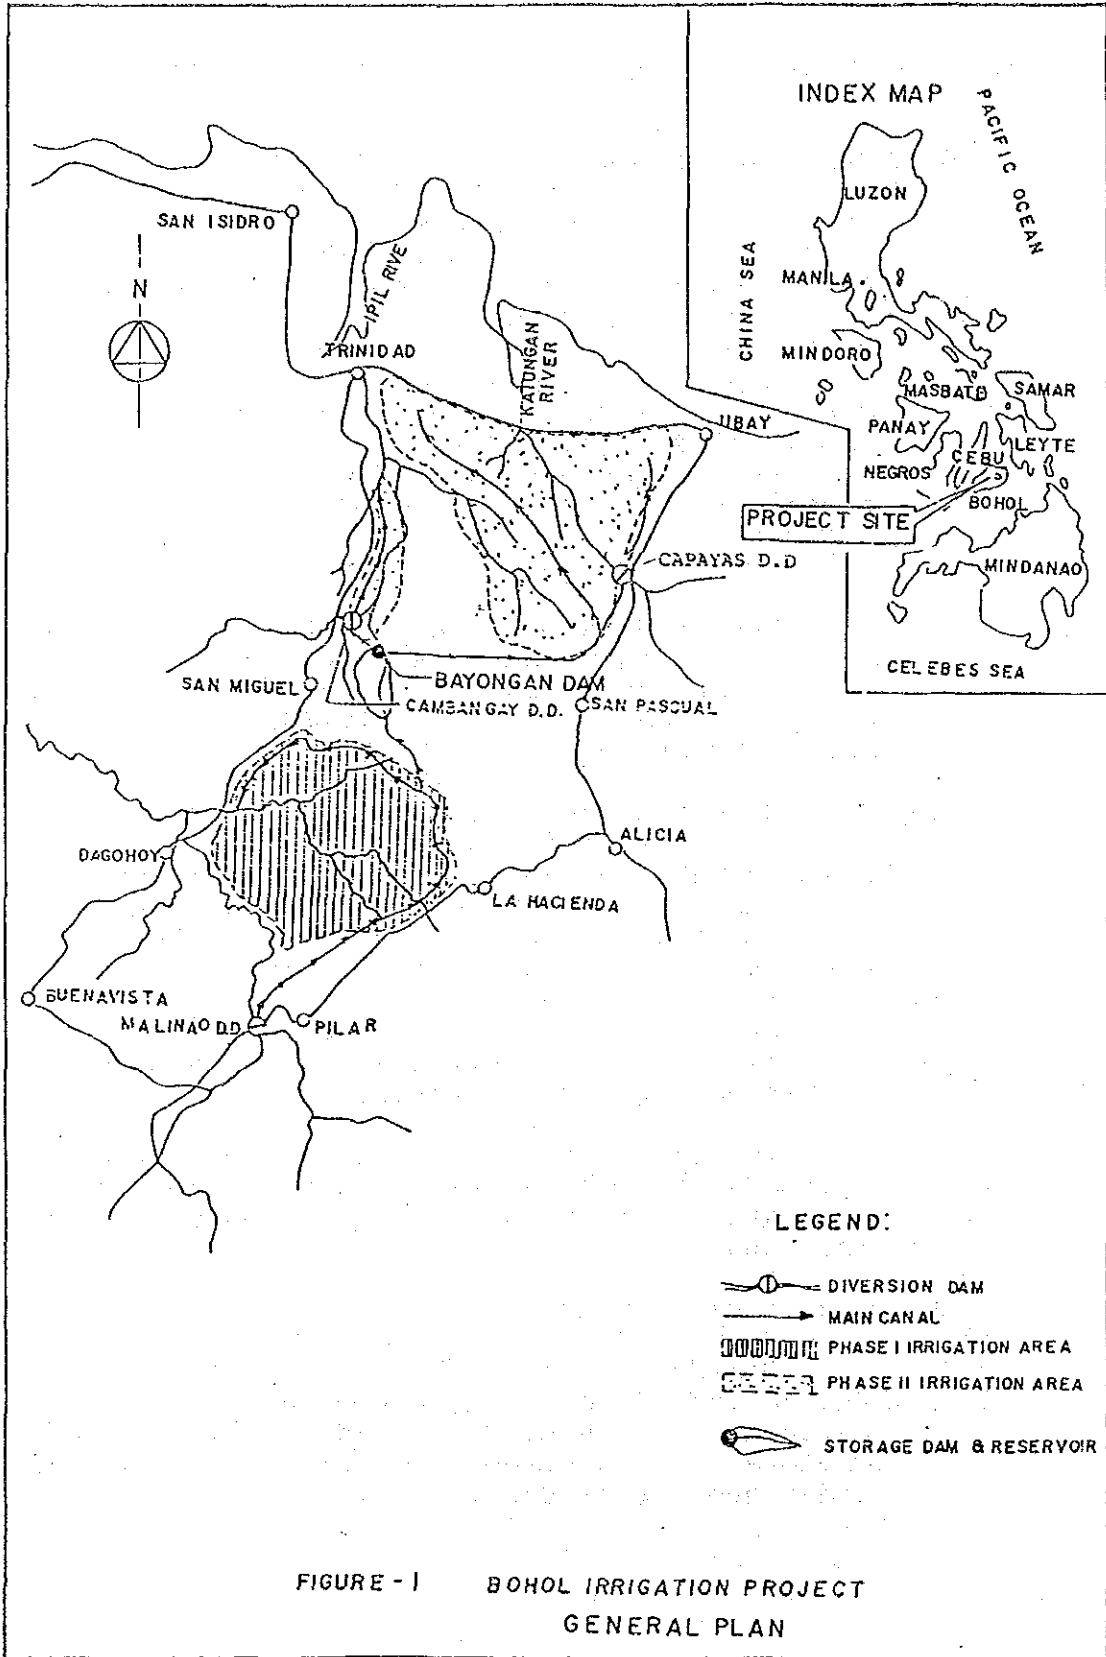 INDEX MAP
PACIFIC OCEAN
LUZON
CHINA SEA
MANILA
MINDORO
MASBATE
SAMAR
PANAY
LEYTE
CEBU
NEGROS
BOHOL
PROJECT SITE
MINDANAO
CELEBES SEA
SAN ISIDRO
N
IPIL RIVE
TRINIDAD
KATUNGAN
RIVER
UBAY
CAPAYAS D.D
BAYONGAN DAM
SAN MIGUEL
CAMBANGAY D.D.
SAN PASCUAL
DAGOHOY
ALICIA
LA HACIENDA
BUENAVISTA
MALINAO D.D.
PILAR
LEGEND:
DIVERSION DAM
MAIN CANAL
PHASE I IRRIGATION AREA
PHASE II IRRIGATION AREA
STORAGE DAM & RESERVOIR
FIGURE - 1 BOHOL IRRIGATION PROJECT
GENERAL PLAN